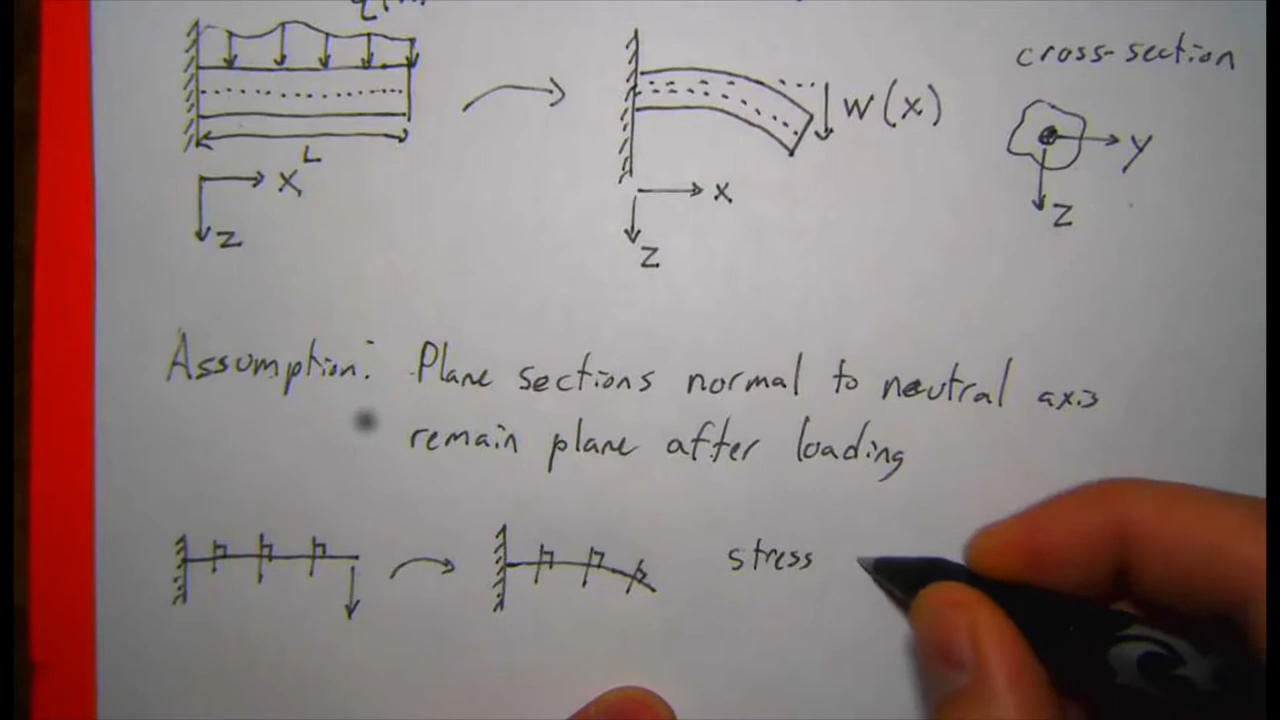 cross-section
w(x)
y
L
x
x
z
z
z
Assumption: Plane sections normal to neutral axis
remain plane after loading
stress